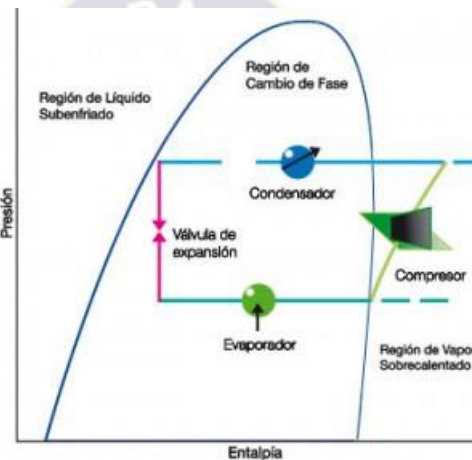 Región de
Cambio de Fase
Región de Líquido
Subenfriado
Condensador
Presión
Válvula de
expansión
Compresor
Evaporador
Región de Vapo
Sobrecalentado
Entalpía